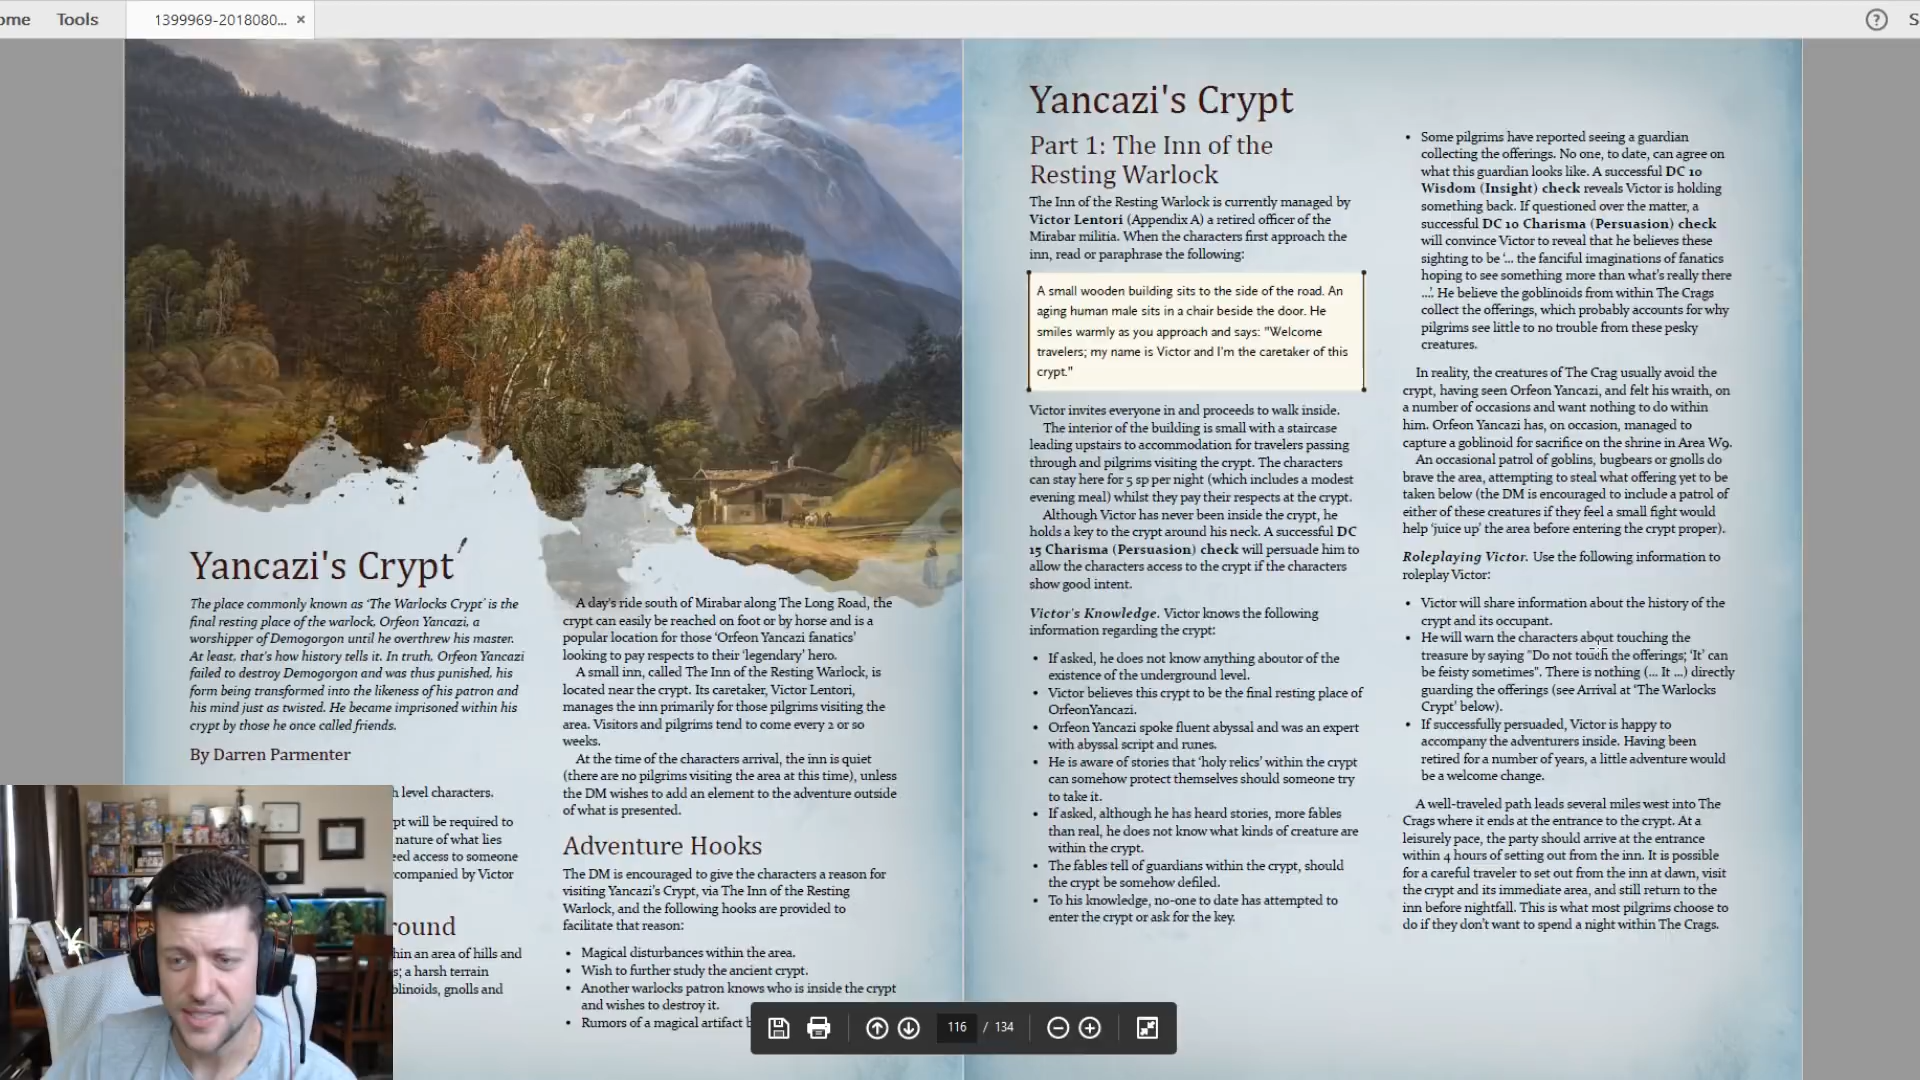 ome
Tools
1399969-2018080...
×
?
S
Yancazi's Crypt
The place commonly known as ‘The Warlocks Crypt’ is the
final resting place of the warlock, Orfeon Yancazi, a
worshipper of Demogorgon until he overthrew his master.
At least, that's how history tells it. In truth, Orfeon Yancazi
failed to destroy Demogorgon and was thus punished, his
form being transformed into the likeness of his patron and
his mind just as twisted. He became imprisoned within his
crypt by those he once called friends.
By Darren Parmenter
h level characters.
pt will be required to
nature of what lies
ed access to someone
companied by Victor
round
hin an area of hills and
s; a harsh terrain
blinoids, gnolls and
A day's ride south of Mirabar along The Long Road, the
crypt can easily be reached on foot or by horse and is a
popular location for those ‘Orfeon Yancazi fanatics’
looking to pay respects to their ‘legendary’ hero.
A small inn, called The Inn of the Resting Warlock, is
located near the crypt. Its caretaker, Victor Lentori,
manages the inn primarily for those pilgrims visiting the
area. Visitors and pilgrims tend to come every 2 or so
weeks.
At the time of the characters arrival, the inn is quiet
(there are no pilgrims visiting the area at this time), unless
the DM wishes to add an element to the adventure outside
of what is presented.
Adventure Hooks
The DM is encouraged to give the characters a reason for
visiting Yancazi's Crypt, via The Inn of the Resting
Warlock, and the following hooks are provided to
facilitate that reason:
• Magical disturbances within the area.
• Wish to further study the ancient crypt.
• Another warlocks patron knows who is inside the crypt
and wishes to destroy it.
• Rumors of a magical artifact b
Yancazi's Crypt
Part 1: The Inn of the
Resting Warlock
The Inn of the Resting Warlock is currently managed by
Victor Lentori (Appendix A) a retired officer of the
Mirabar militia. When the characters first approach the
inn, read or paraphrase the following:
A small wooden building sits to the side of the road. An
aging human male sits in a chair beside the door. He
smiles warmly as you approach and says: "Welcome
travelers; my name is Victor and I'm the caretaker of this
crypt."
Victor invites everyone in and proceeds to walk inside.
The interior of the building is small with a staircase
leading upstairs to accommodation for travelers passing
through and pilgrims visiting the crypt. The characters
can stay here for 5 sp per night (which includes a modest
evening meal) whilst they pay their respects at the crypt.
Although Victor has never been inside the crypt, he
holds a key to the crypt around his neck. A successful DC
15 Charisma (Persuasion) check will persuade him to
allow the characters access to the crypt if the characters
show good intent.
Victor's Knowledge. Victor knows the following
information regarding the crypt:
• If asked, he does not know anything aboutor of the
existence of the underground level.
• Victor believes this crypt to be the final resting place of
OrfeonYancazi.
• Orfeon Yancazi spoke fluent abyssal and was an expert
with abyssal script and runes.
• He is aware of stories that ‘holy relics’ within the crypt
can somehow protect themselves should someone try
to take it.
• If asked, although he has heard stories, more fables
than real, he does not know what kinds of creature are
within the crypt.
• The fables tell of guardians within the crypt, should
the crypt be somehow defiled.
• To his knowledge, no-one to date has attempted to
enter the crypt or ask for the key.
• Some pilgrims have reported seeing a guardian
collecting the offerings. No one, to date, can agree on
what this guardian looks like. A successful DC 10
Wisdom (Insight) check reveals Victor is holding
something back. If questioned over the matter, a
successful DC 10 Charisma (Persuasion) check
will convince Victor to reveal that he believes these
sighting to be ‘... the fanciful imaginations of fanatics
hoping to see something more than what's really there
...’. He believe the goblinoids from within The Crags
collect the offerings, which probably accounts for why
pilgrims see little to no trouble from these pesky
creatures.
In reality, the creatures of The Crag usually avoid the
crypt, having seen Orfeon Yancazi, and felt his wraith, on
a number of occasions and want nothing to do within
him. Orfeon Yancazi has, on occasion, managed to
capture a goblinoid for sacrifice on the shrine in Area W9.
An occasional patrol of goblins, bugbears or gnolls do
brave the area, attempting to steal what offering yet to be
taken below (the DM is encouraged to include a patrol of
either of these creatures if they feel a small fight would
help ‘juice up’ the area before entering the crypt proper).
Roleplaying Victor. Use the following information to
roleplay Victor:
• Victor will share information about the history of the
crypt and its occupant.
• He will warn the characters about touching the
treasure by saying "Do not touch the offerings; ‘It’ can
be feisty sometimes". There is nothing (... It ...) directly
guarding the offerings (see Arrival at ‘The Warlocks
Crypt’ below).
• If successfully persuaded, Victor is happy to
accompany the adventurers inside. Having been
retired for a number of years, a little adventure would
be a welcome change.
A well-traveled path leads several miles west into The
Crags where it ends at the entrance to the crypt. At a
leisurely pace, the party should arrive at the entrance
within 4 hours of setting out from the inn. It is possible
for a careful traveler to set out from the inn at dawn, visit
the crypt and its immediate area, and still return to the
inn before nightfall. This is what most pilgrims choose to
do if they don't want to spend a night within The Crags.
116 / 134